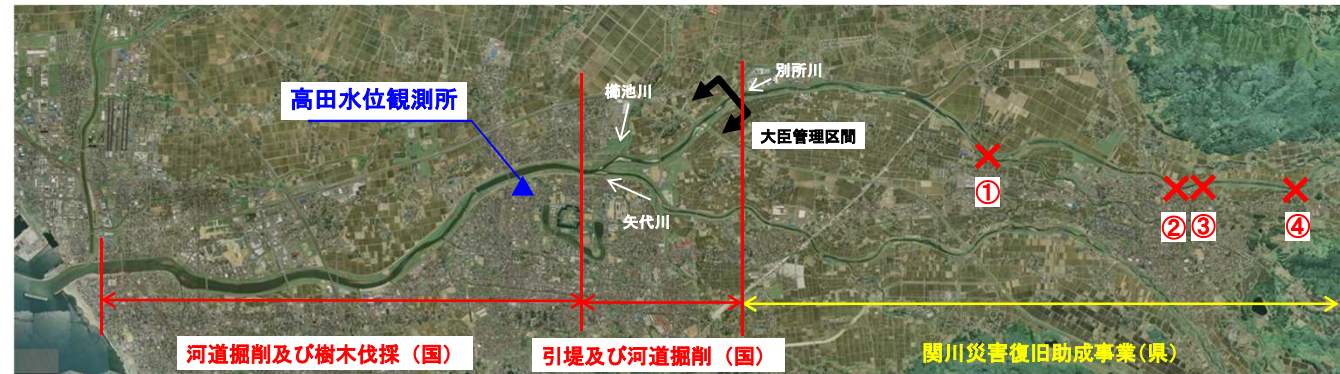 高田水位観測所
櫛池川
別所川
大臣管理区間
矢代川
①
②
③
④
河道掘削及び樹木伐採（国）
引堤及び河道掘削（国）
関川災害復旧助成事業（県）